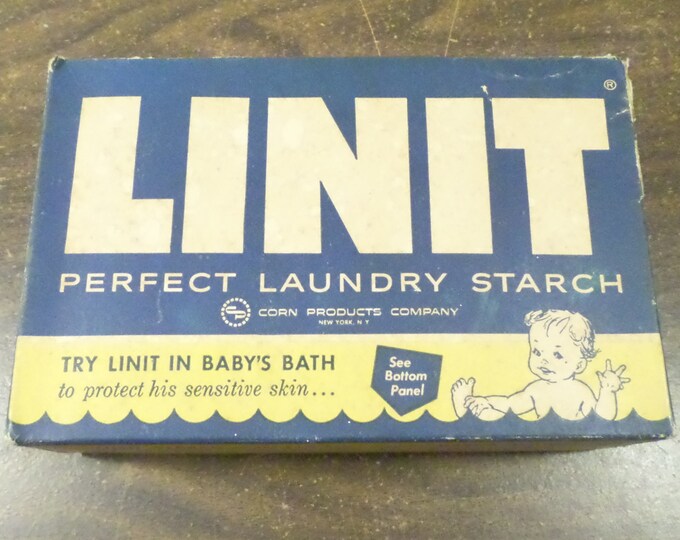 LINIT®
PERFECT LAUNDRY STARCH
CP CORN PRODUCTS COMPANY
NEW YORK, N. Y
TRY LINIT IN BABY'S BATH
to protect his sensitive skin...
See
Bottom
Panel